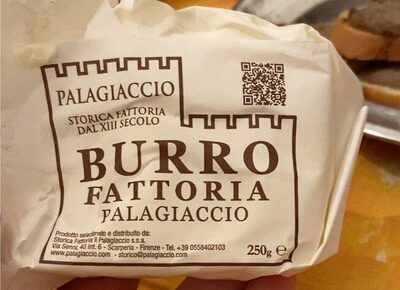 PALAGIACCIO
STORICA FATTORIA
DAL XIII SECOLO
BURRO
FATTORIA
PALAGIACCIO
Prodotto selezionato e distribuito da:
Storica Fattoria Il Palagiaccio s.s.a.
Via Senni, 40 int. 6 - Scarperia - Firenze - Tel. +39 0558402103
www.palagiaccio.com - storico@palagiaccio.com
250g e